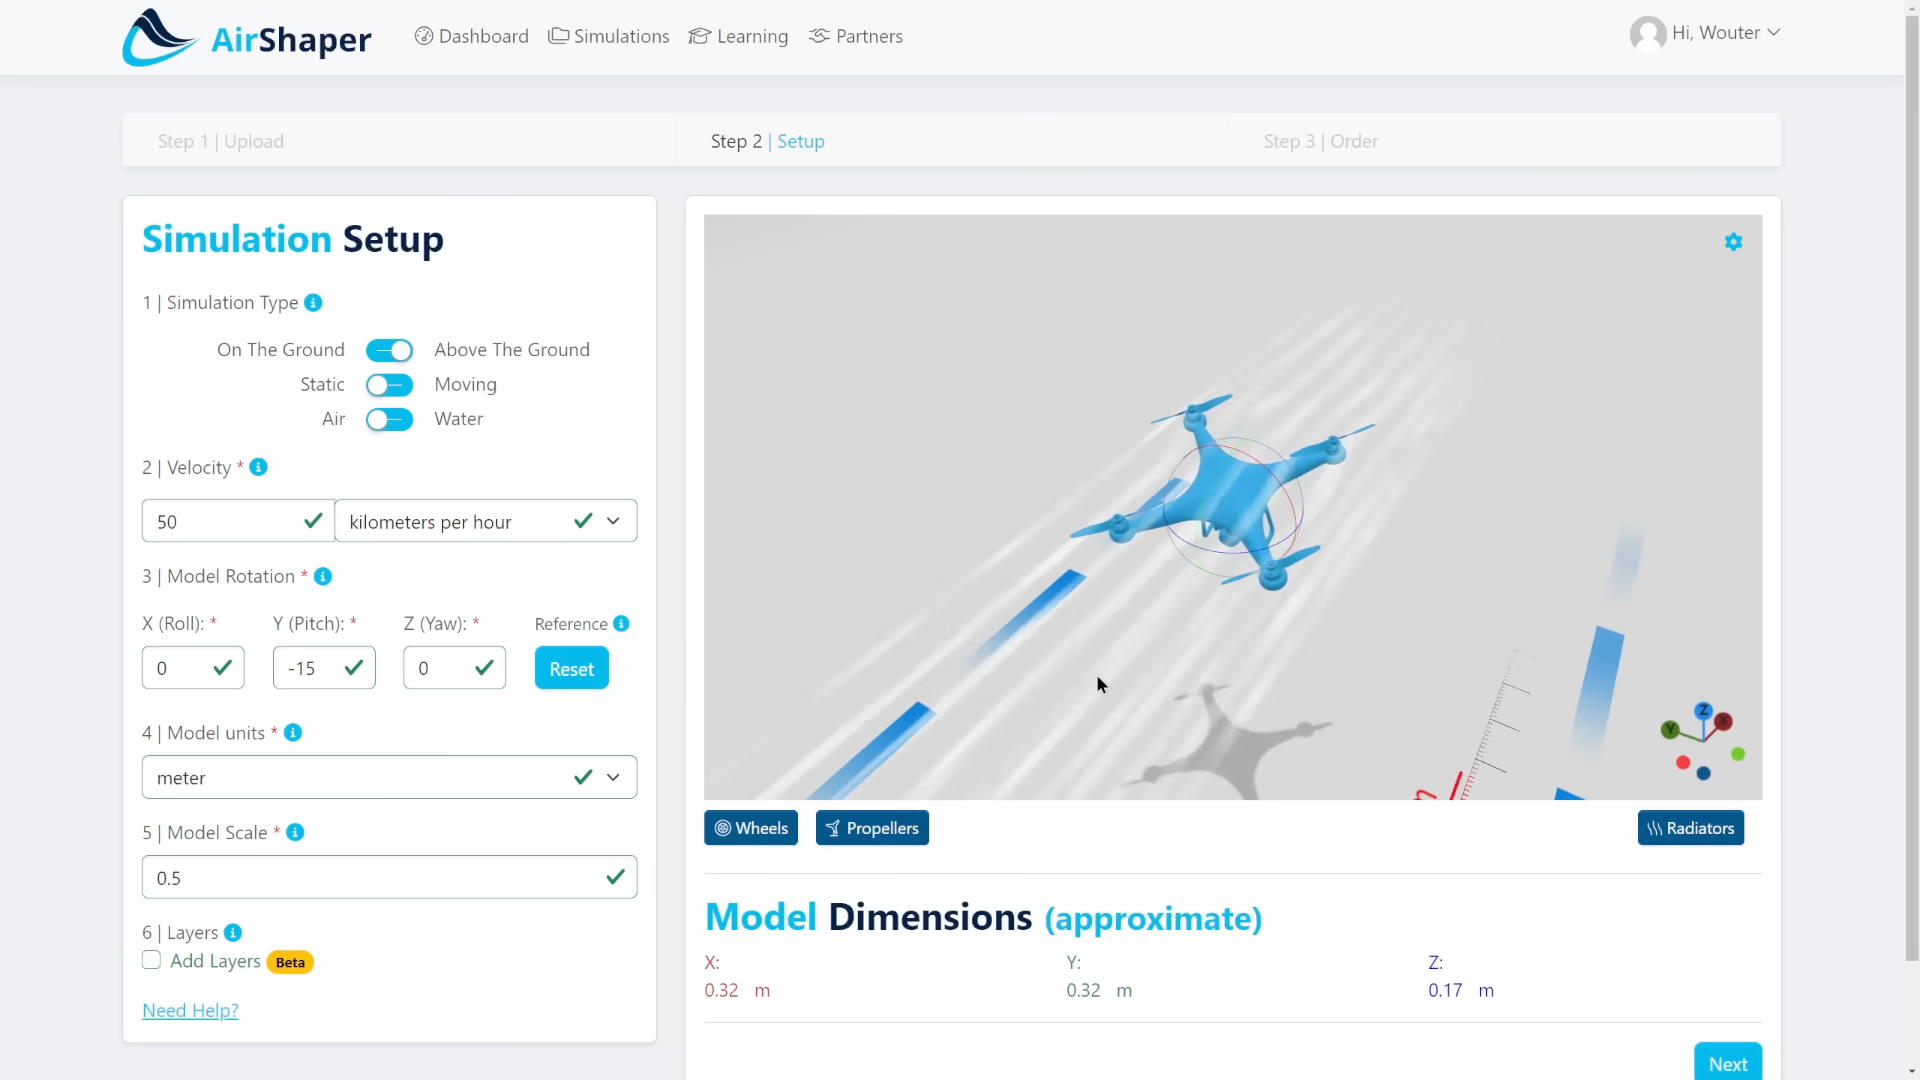 AirShaper
Dashboard
Simulations
Learning
Partners
Hi, Wouter
Step 1 | Upload
Step 2 | Setup
Step 3 | Order
Simulation Setup
1 | Simulation Type
On The Ground
Above The Ground
Static
Moving
Air
Water
2 | Velocity *
50
kilometers per hour
3 | Model Rotation *
X (Roll): *
Y (Pitch): *
Z (Yaw): *
Reference
0
-15
0
Reset
4 | Model units *
meter
5 | Model Scale *
0.5
6 | Layers
Add Layers Beta
Need Help?
Z
Y
X
Wheels
Propellers
Radiators
Model Dimensions (approximate)
X:
Y:
Z:
0.32 m
0.32 m
0.17 m
Next